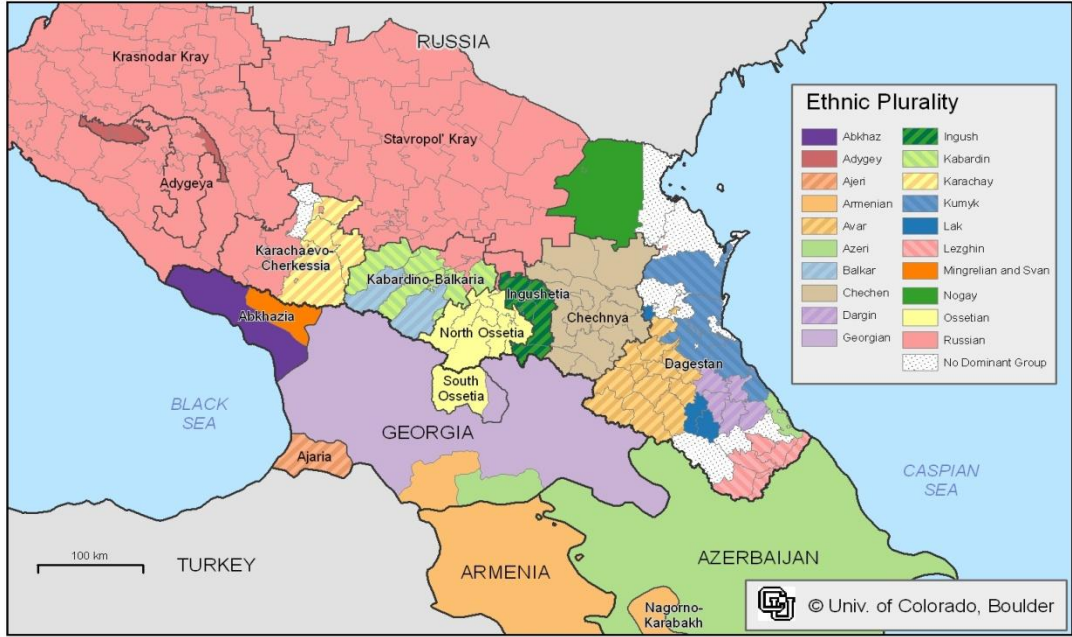 RUSSIA
Krasnodar Kray
Stavropol' Kray
Adygeya
Karachaevo-
Cherkessia
Kabardino-Balkaria
Ingushetia
Abkhazia
North Ossetia
Chechnya
Dagestan
South
Ossetia
BLACK
SEA
GEORGIA
Ajaria
CASPIAN
SEA
100 km
TURKEY
ARMENIA
AZERBAIJAN
Nagorno-
Karabakh
Ethnic Plurality
Abkhaz
Adygey
Ajeri
Armenian
Avar
Azeri
Balkar
Chechen
Dargin
Georgian
Ingush
Kabardin
Karachay
Kumyk
Lak
Lezghin
Mingrelian and Svan
Nogay
Ossetian
Russian
No Dominant Group
CU © Univ. of Colorado, Boulder